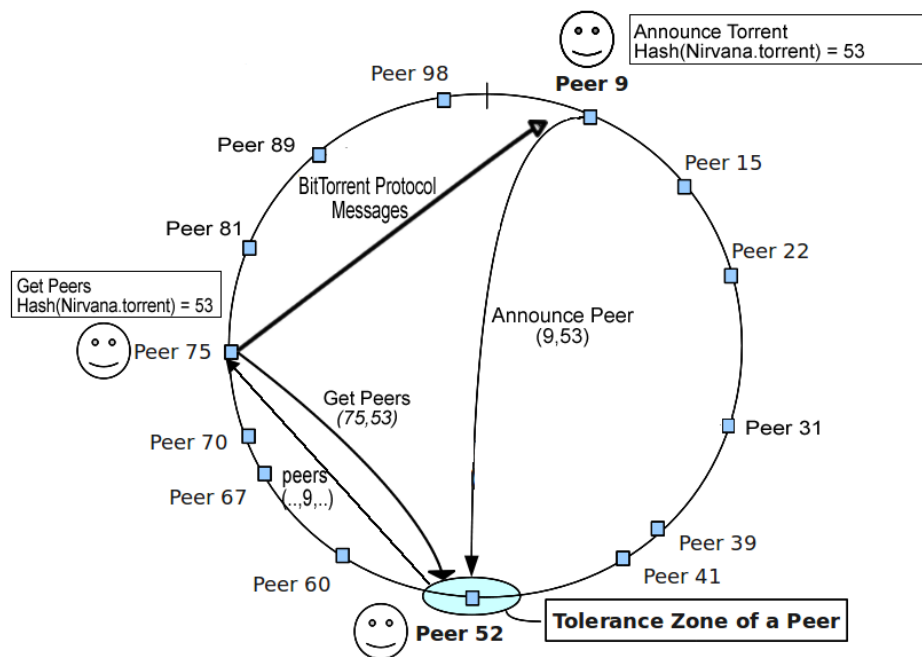 Announce Torrent
Hash(Nirvana.torrent) = 53
Peer 9
Peer 98
Peer 89
Peer 15
BitTorrent Protocol
Messages
Peer 81
Peer 22
Get Peers
Hash(Nirvana.torrent) = 53
Announce Peer
(9,53)
Peer 75
Get Peers
(75,53)
Peer 31
Peer 70
peers
(..,9,..)
Peer 67
Peer 39
Peer 60
Peer 41
Peer 52
Tolerance Zone of a Peer